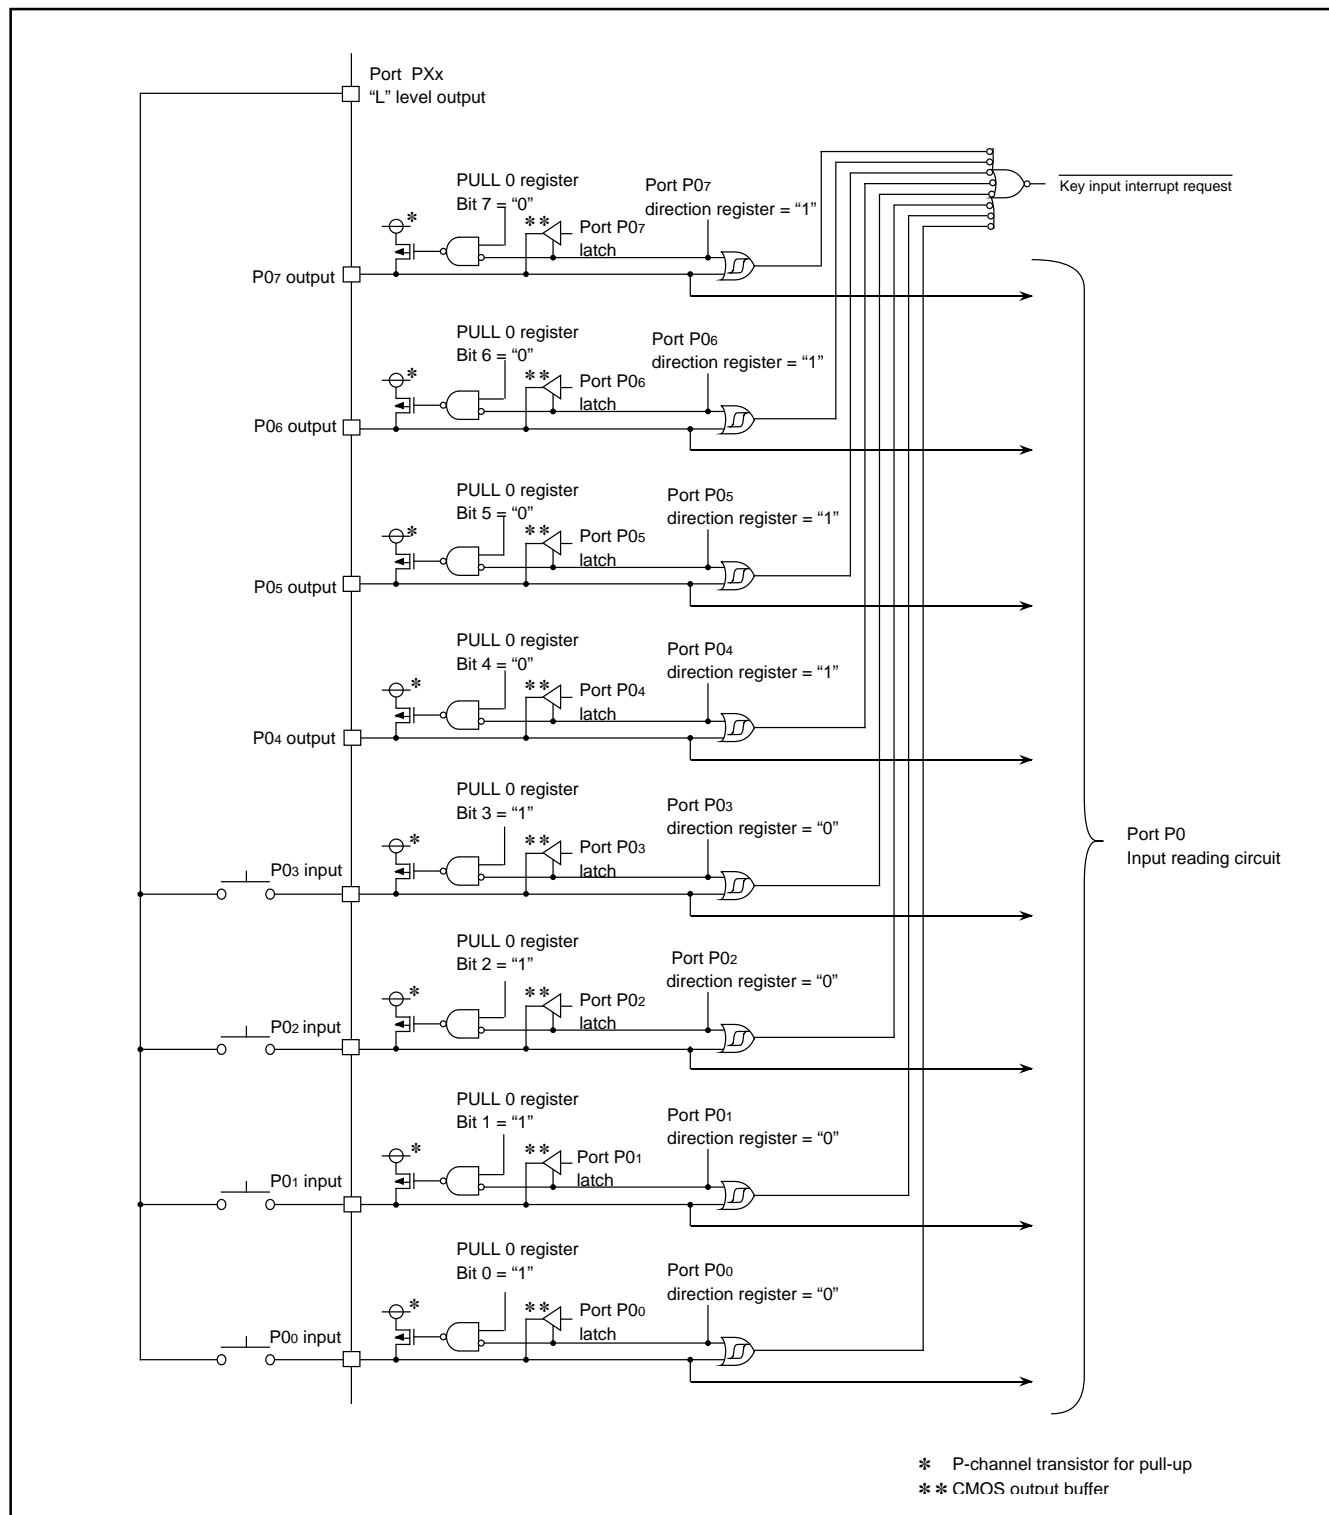 Port PXx
“L” level output
Key input interrupt request
PULL 0 register
Bit 7 = “0”
*
**
Port P07
latch
Port P07
direction register = “1”
P07 output
PULL 0 register
Bit 6 = “0”
*
**
Port P06
latch
Port P06
direction register = “1”
P06 output
PULL 0 register
Bit 5 = “0”
*
**
Port P05
latch
Port P05
direction register = “1”
P05 output
PULL 0 register
Bit 4 = “0”
*
**
Port P04
latch
Port P04
direction register = “1”
P04 output
PULL 0 register
Bit 3 = “1”
*
**
Port P03
latch
Port P03
direction register = “0”
P03 input
Port P0
Input reading circuit
PULL 0 register
Bit 2 = “1”
*
**
Port P02
latch
Port P02
direction register = “0”
P02 input
PULL 0 register
Bit 1 = “1”
*
**
Port P01
latch
Port P01
direction register = “0”
P01 input
PULL 0 register
Bit 0 = “1”
*
**
Port P00
latch
Port P00
direction register = “0”
P00 input
* P-channel transistor for pull-up
** CMOS output buffer